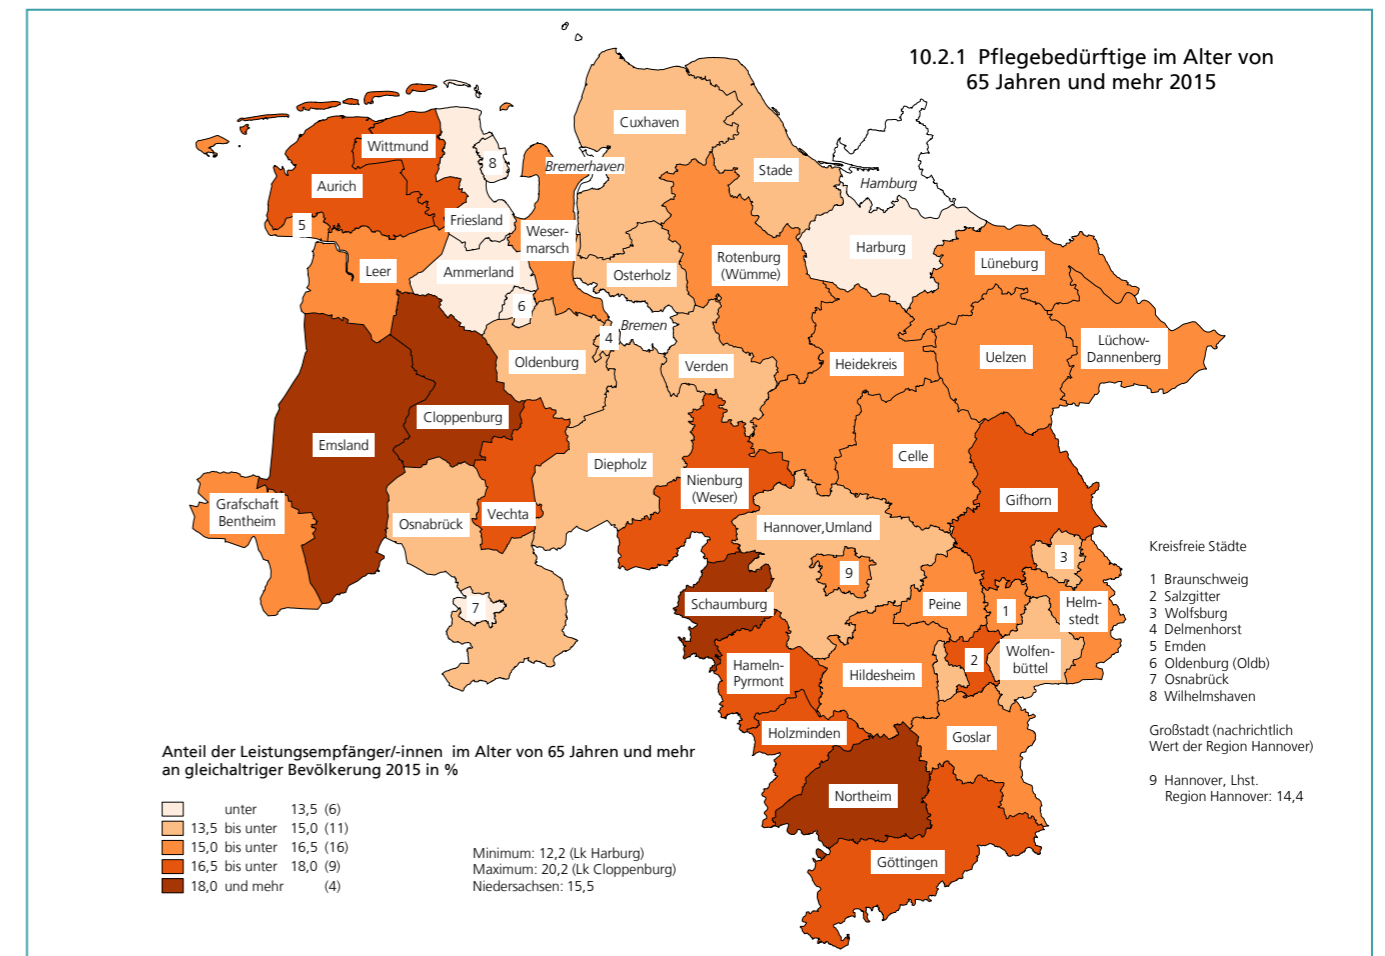 10.2.1 Pflegebedürftige im Alter von
65 Jahren und mehr 2015
Cuxhaven
Wittmund
8
Bremerhaven
Stade
Hamburg
Aurich
5
Friesland
Weser-
marsch
Harburg
Leer
Ammerland
Osterholz
Rotenburg
(Wümme)
Lüneburg
6
4
Bremen
Oldenburg
Verden
Heidekreis
Uelzen
Lüchow-
Dannenberg
Cloppenburg
Emsland
Diepholz
Celle
Nienburg
(Weser)
Gifhorn
Grafschaft
Bentheim
Osnabrück
Vechta
Hannover,Umland
3
9
7
Schaumburg
Peine
1
Helm-
stedt
Hameln-
Pyrmont
Hildesheim
2
Wolfen-
büttel
Holzminden
Goslar
Northeim
Göttingen
Kreisfreie Städte
1 Braunschweig
2 Salzgitter
3 Wolfsburg
4 Delmenhorst
5 Emden
6 Oldenburg (Oldb)
7 Osnabrück
8 Wilhelmshaven
Großstadt (nachrichtlich
Wert der Region Hannover)
9 Hannover, Lhst.
Region Hannover: 14,4
Anteil der Leistungsempfänger/-innen im Alter von 65 Jahren und mehr
an gleichaltriger Bevölkerung 2015 in %
unter 13,5 (6)
13,5 bis unter 15,0 (11)
15,0 bis unter 16,5 (16)
16,5 bis unter 18,0 (9)
18,0 und mehr (4)
Minimum: 12,2 (Lk Harburg)
Maximum: 20,2 (Lk Cloppenburg)
Niedersachsen: 15,5